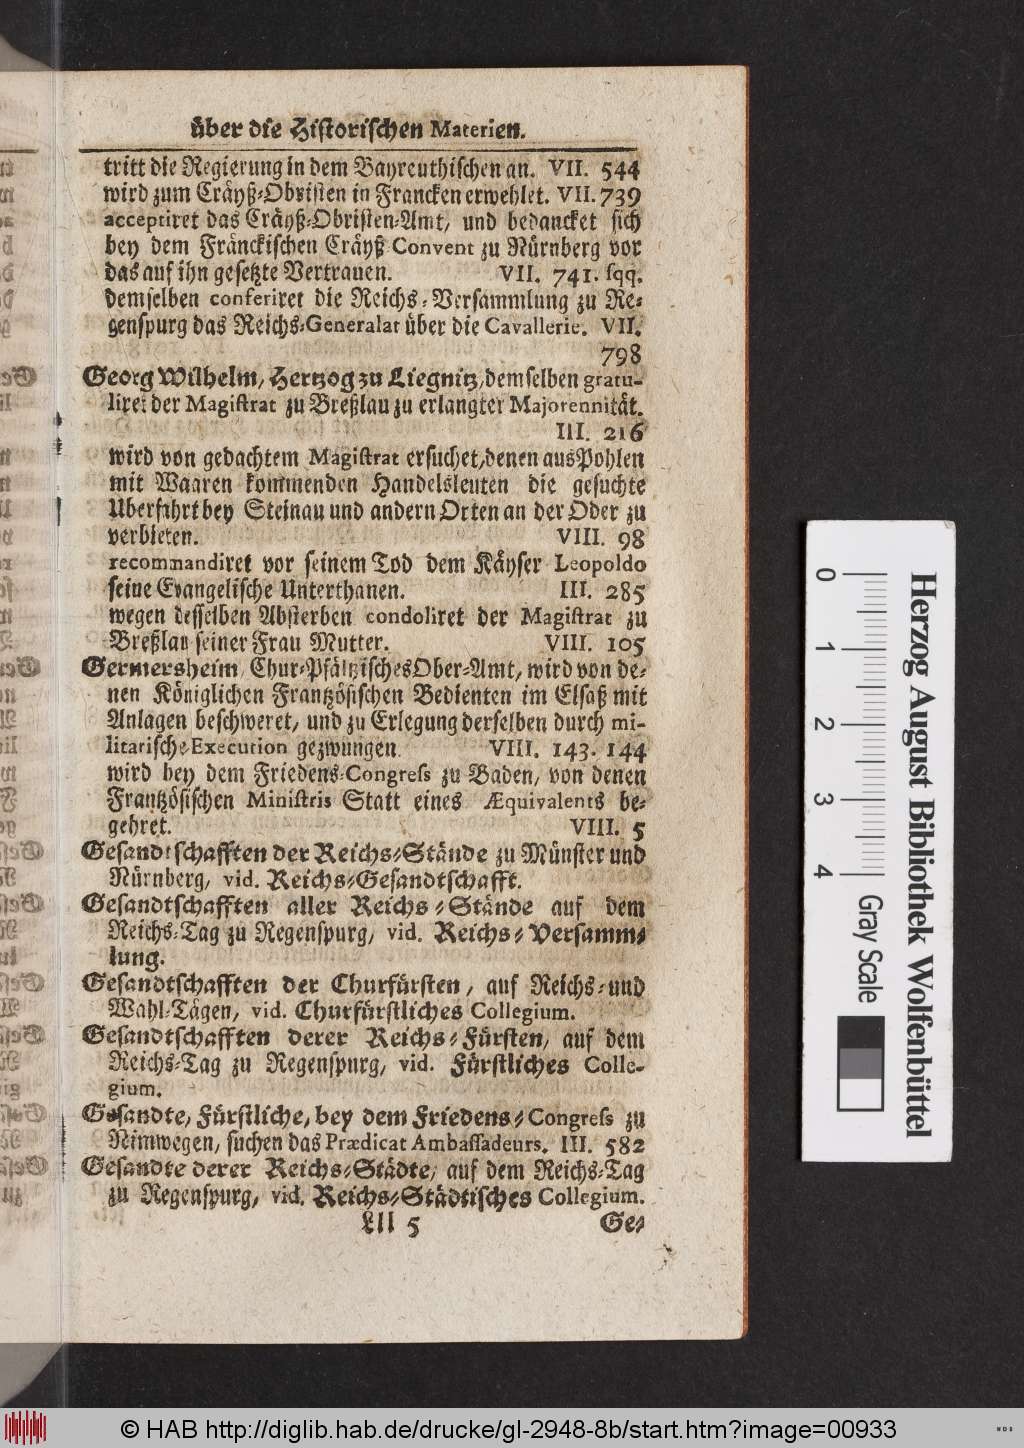 über die Historischen Materien.
tritt die Regierung in dem Bayreuthischen an. VII. 544
wird zum Cräyß-Obristen in Francken erwehlet. VII. 739
acceptiret das Cräyß-Obristen-Amt, und bedancket sich
bey dem Fränckischen Cräyß-Convent zu Nürnberg vor
das auf ihn gesetzte Vertrauen. VII. 741. sqq.
demselben conferiret die Reichs-Versammlung zu Re-
genspurg das Reichs-Generalat über die Cavallerie. VII.
798
Georg Wilhelm, Hertzog zu Liegnitz, demselben gratu-
liret der Magistrat zu Breßlau zu erlangter Majorennität.
III. 216
wird von gedachtem Magistrat ersuchet, denen aus Pohlen
mit Waaren kommenden Handelsleuten die gesuchte
Uberfahrt bey Steinau und andern Orten an der Oder zu
verbieten. VIII. 98
recommandiret vor seinem Tod dem Käyser Leopoldo
seine Evangelische Unterthanen. III. 285
wegen desselben Absterben condoliret der Magistrat zu
Breßlau seiner Frau Mutter. VIII. 105
Germersheim, Chur-Pfältzisches Ober-Amt, wird von de-
nen Königlichen Frantzösischen Bedienten im Elsaß mit
Anlagen beschweret, und zu Erlegung derselben durch mi-
litarische Execution gezwungen. VIII. 143. 144
wird bey dem Friedens-Congress zu Baden, von denen
Frantzösischen Ministris Statt eines Æquivalents be-
gehret. VIII. 5
Gesandtschafften der Reichs-Stände zu Münster und
Nürnberg, vid. Reichs-Gesandtschafft.
Gesandtschafften aller Reichs-Stände auf dem
Reichs-Tag zu Regenspurg, vid. Reichs-Versamm-
lung.
Gesandtschafften der Churfürsten, auf Reichs-und
Wahl-Tägen, vid. Churfürstliches Collegium.
Gesandtschafften derer Reichs-Fürsten, auf dem
Reichs-Tag zu Regenspurg, vid. Fürstliches Colle-
gium.
Gesandte, Fürstliche, bey dem Friedens-Congress zu
Nimwegen, suchen das Prædicat Ambassadeurs. III. 582
Gesandte derer Reichs-Städte, auf dem Reichs-Tag
zu Regenspurg, vid. Reichs-Städtisches Collegium.
Lll 5 Ge-
0 1 2 3 4
Herzog August Bibliothek Wolfenbüttel
Gray Scale
© HAB http://diglib.hab.de/drucke/gl-2948-8b/start.htm?image=00933